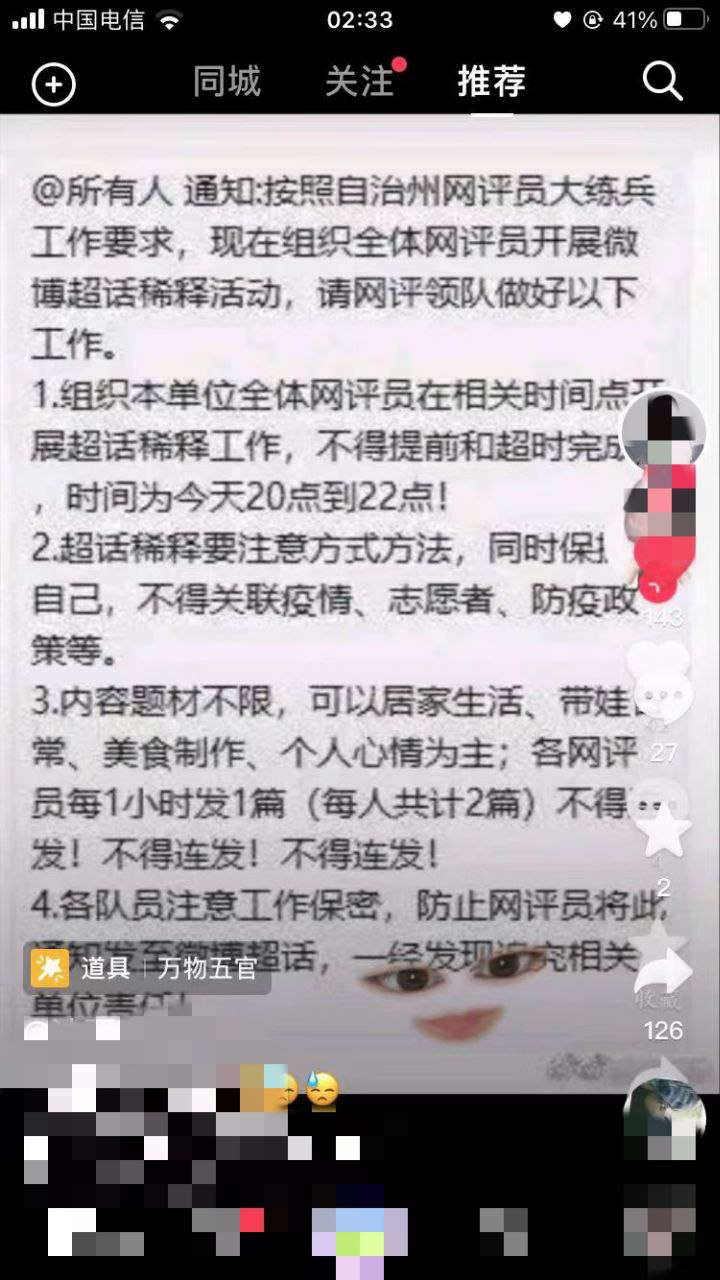 中国电信
02:33
41%
同城
关注
推荐
@所有人 通知:按照自治州网评员大练兵
工作要求，现在组织全体网评员开展微
博超话稀释活动，请网评领队做好以下
工作。
1.组织本单位全体网评员在相关时间点开
展超话稀释工作，不得提前和超时完成
，时间为今天20点到22点！
2.超话稀释要注意方式方法，同时保护
自己，不得关联疫情、志愿者、防疫政
策等。
3.内容题材不限，可以居家生活、带娃
常、美食制作、个人心情为主；各网评
员每1小时发1篇（每人共计2篇）不得
发！不得连发！不得连发！
4.各队员注意工作保密，防止网评员将此
通知发至微博超话，一经发现追究相关
单位责任！
143
27
2
收藏
126
道具
万物五官